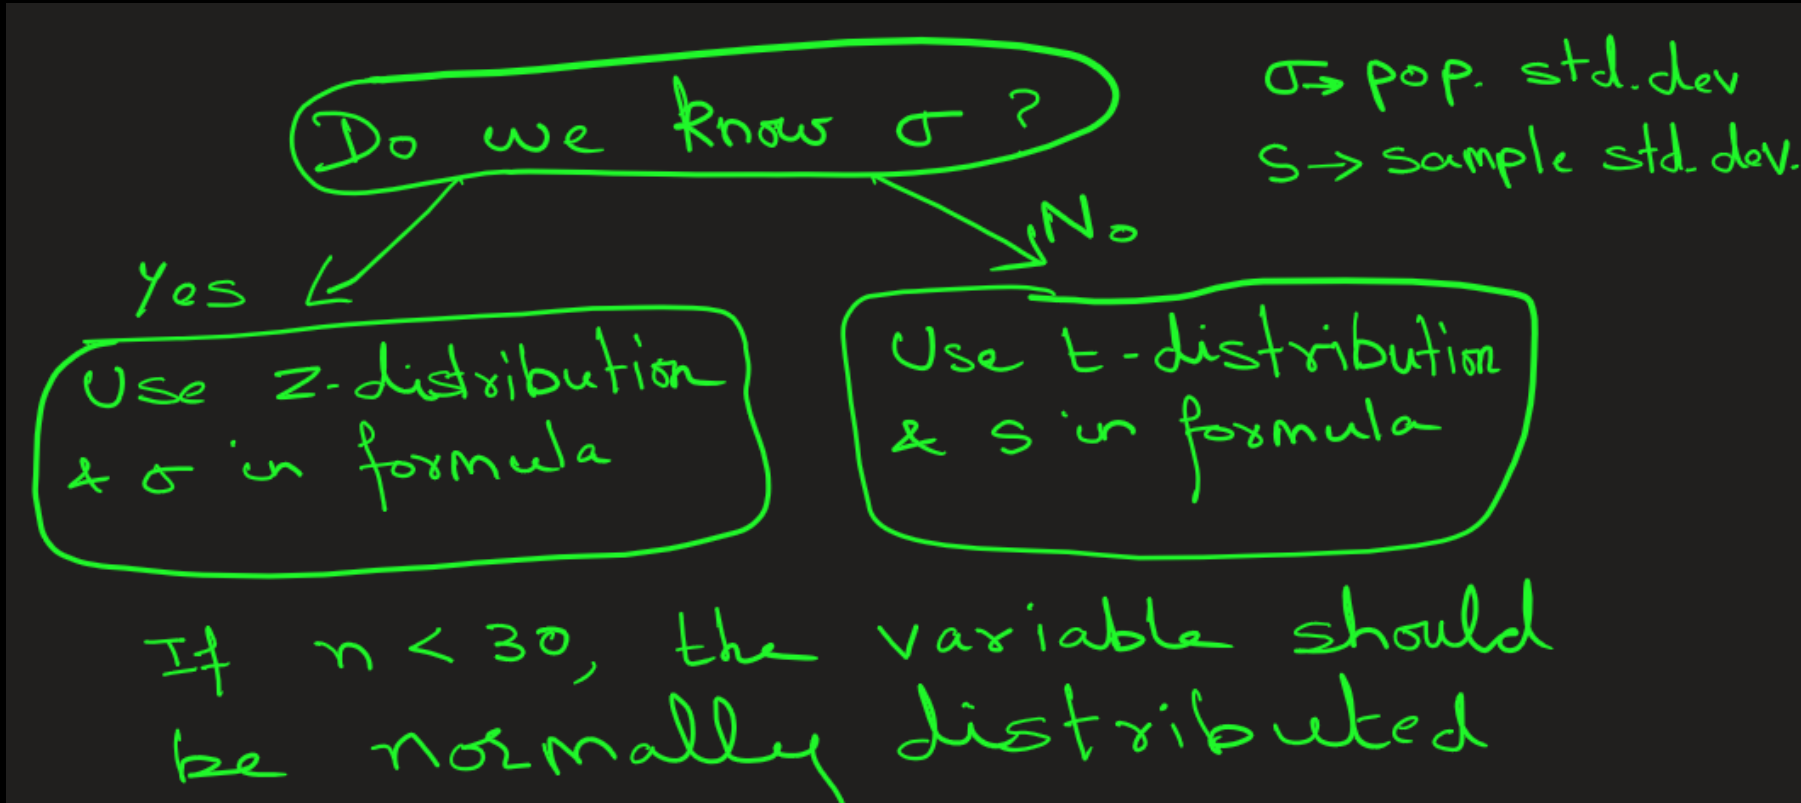 Do we know σ ?
σ→ pop. std.dev
s→ sample std. dev.
Yes
No
Use z-distribution
& σ in formula
Use t-distribution
& s in formula
If n < 30, the variable should
be normally distributed